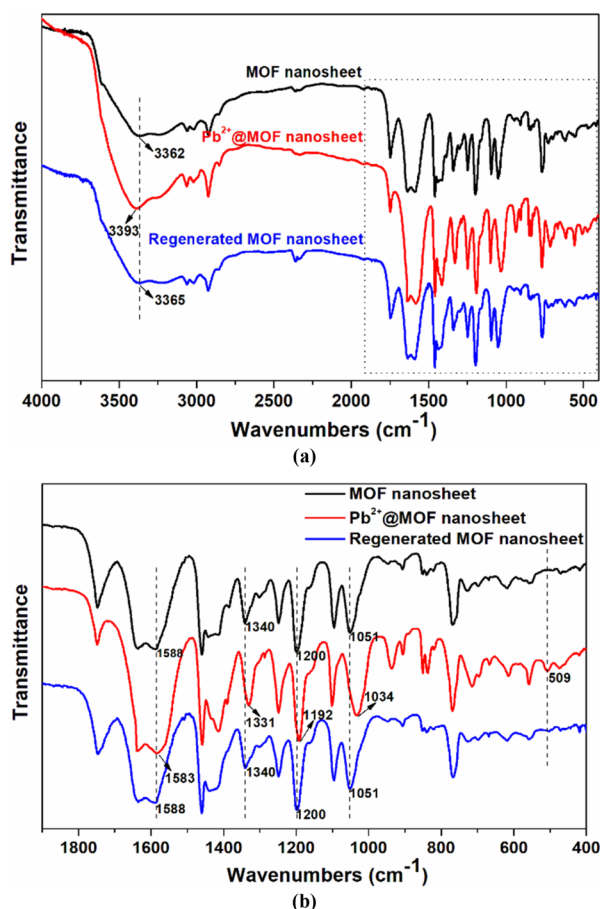 MOF nanosheet
3362
Pb²⁺@MOF nanosheet
3393
Regenerated MOF nanosheet
3365
Transmittance
4000 3500 3000 2500 2000 1500 1000 500
Wavenumbers (cm⁻¹)
(a)
MOF nanosheet
Pb²⁺@MOF nanosheet
Regenerated MOF nanosheet
1588 1340 1200 1051
509
1583 1331 1192 1034
1588 1340 1200 1051
Transmittance
1800 1600 1400 1200 1000 800 600 400
Wavenumbers (cm⁻¹)
(b)